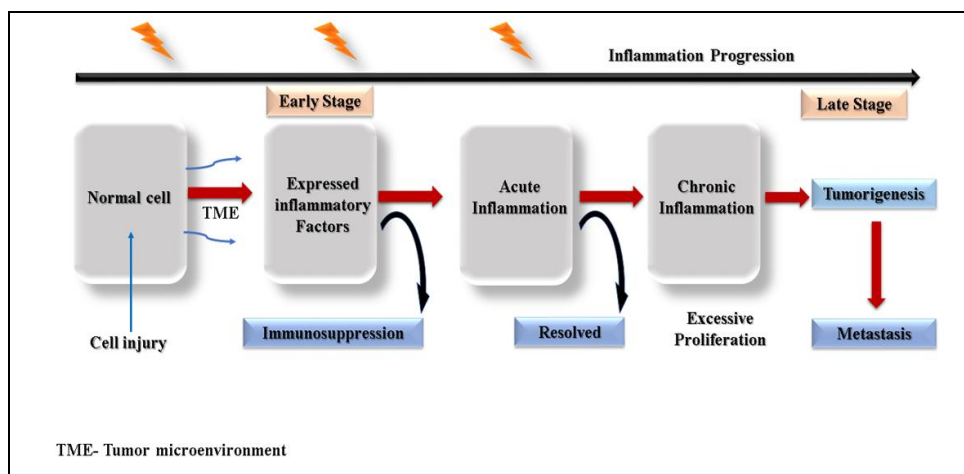 Inflammation Progression
Early Stage
Late Stage
Normal cell
TME
Expressed
inflammatory
Factors
Acute
Inflammation
Chronic
Inflammation
Tumorigenesis
Cell injury
Immunosuppression
Resolved
Excessive
Proliferation
Metastasis
TME- Tumor microenvironment